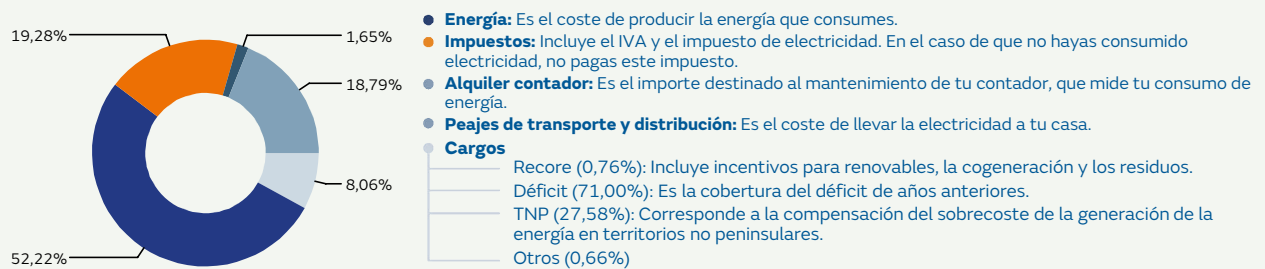 19,28%
1,65%
18,79%
8,06%
52,22%
Energía: Es el coste de producir la energía que consumes.
Impuestos: Incluye el IVA y el impuesto de electricidad. En el caso de que no hayas consumido
electricidad, no pagas este impuesto.
Alquiler contador: Es el importe destinado al mantenimiento de tu contador, que mide tu consumo de
energía.
Peajes de transporte y distribución: Es el coste de llevar la electricidad a tu casa.
Cargos
Recore (0,76%): Incluye incentivos para renovables, la cogeneración y los residuos.
Déficit (71,00%): Es la cobertura del déficit de años anteriores.
TNP (27,58%): Corresponde a la compensación del sobrecoste de la generación de la
energía en territorios no peninsulares.
Otros (0,66%)